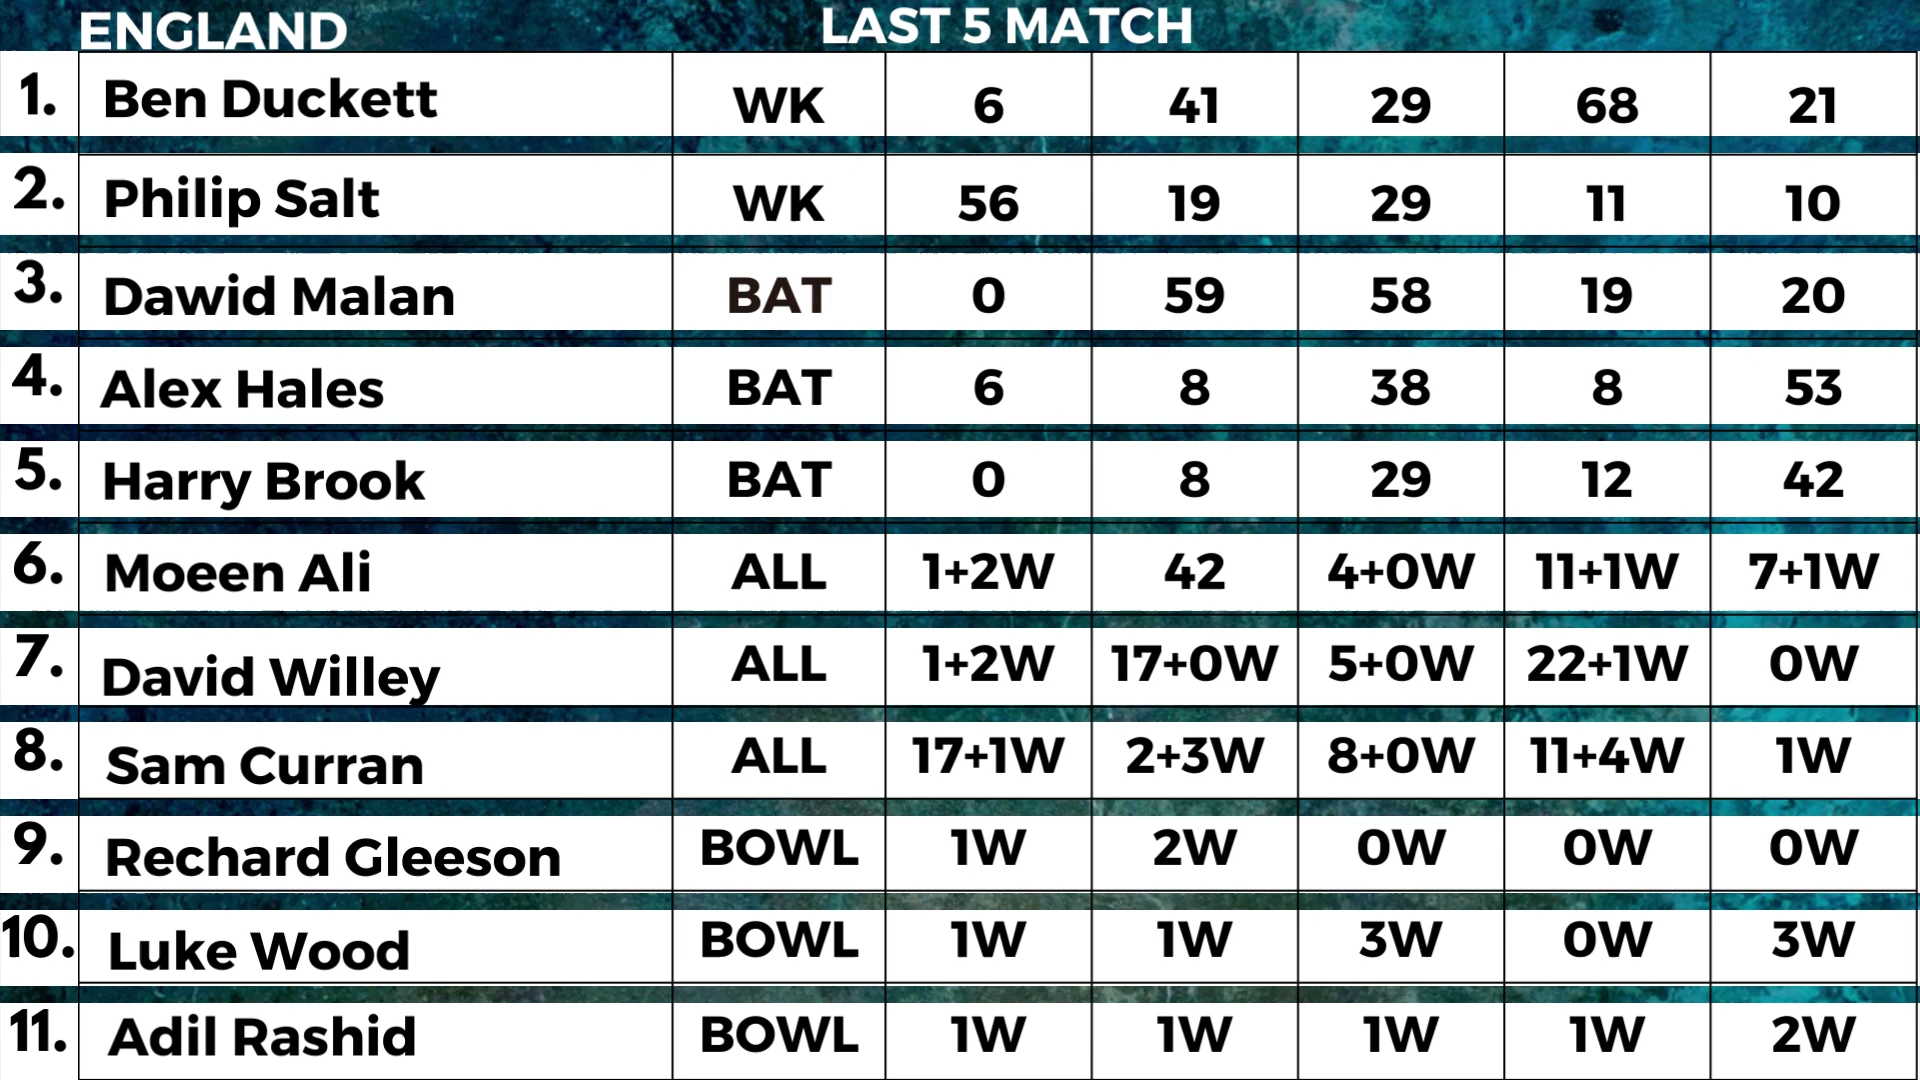 ENGLAND LAST 5 MATCH
1. Ben Duckett WK 6 41 29 68 21
2. Philip Salt WK 56 19 29 11 10
3. Dawid Malan BAT 0 59 58 19 20
4. Alex Hales BAT 6 8 38 8 53
5. Harry Brook BAT 0 8 29 12 42
6. Moeen Ali ALL 1+2W 42 4+0W 11+1W 7+1W
7. David Willey ALL 1+2W 17+0W 5+0W 22+1W 0W
8. Sam Curran ALL 17+1W 2+3W 8+0W 11+4W 1W
9. Rechard Gleeson BOWL 1W 2W 0W 0W 0W
10. Luke Wood BOWL 1W 1W 3W 0W 3W
11. Adil Rashid BOWL 1W 1W 1W 1W 2W